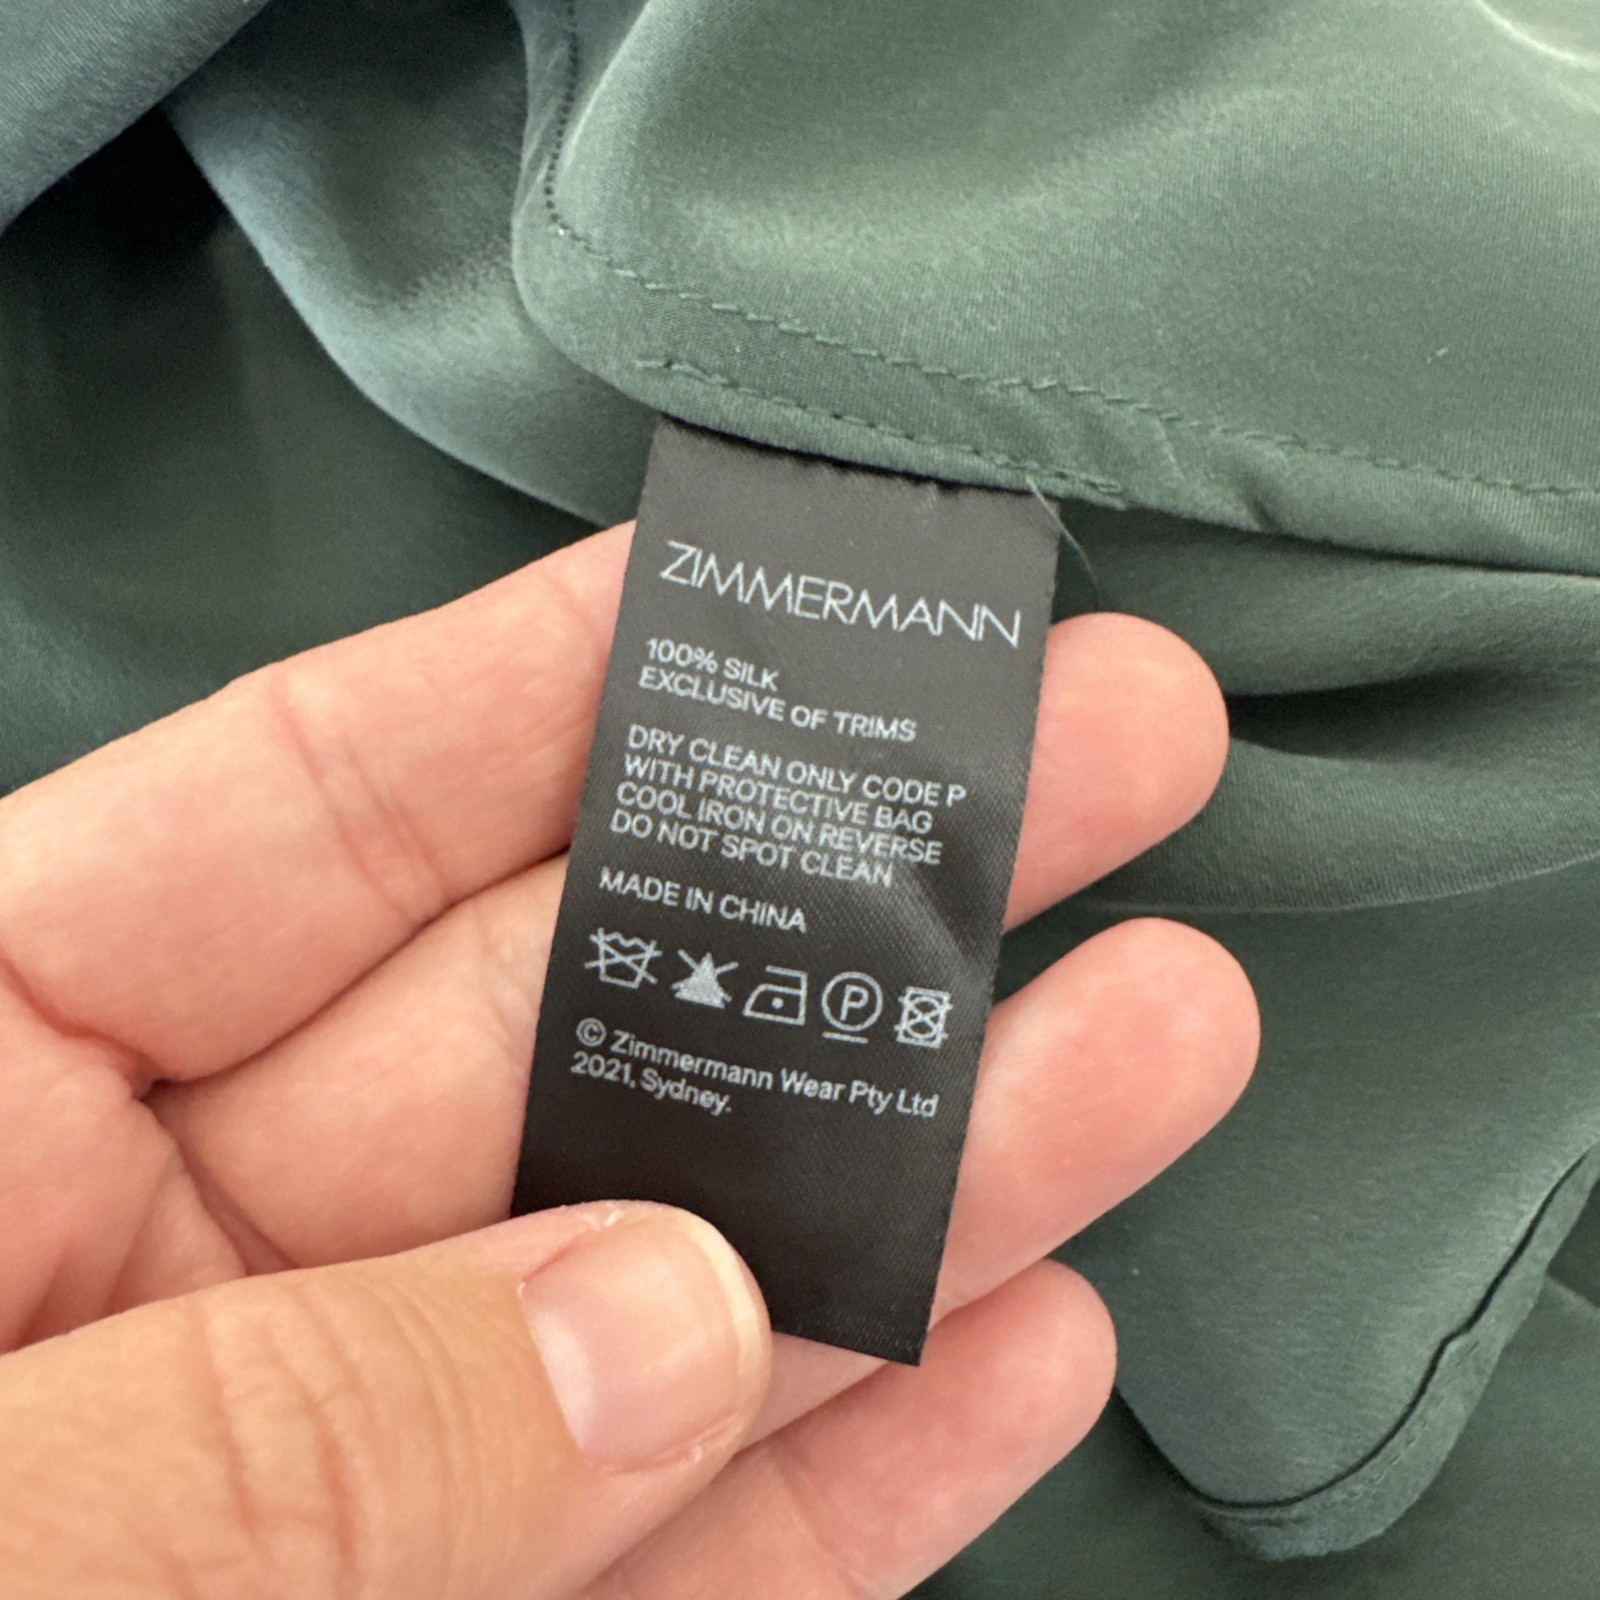 ZIMMERMANN
100% SILK
EXCLUSIVE OF TRIMS
DRY CLEAN ONLY CODE P
WITH PROTECTIVE BAG
COOL IRON ON REVERSE
DO NOT SPOT CLEAN
MADE IN CHINA
P
© Zimmermann Wear Pty Ltd
2021, Sydney.